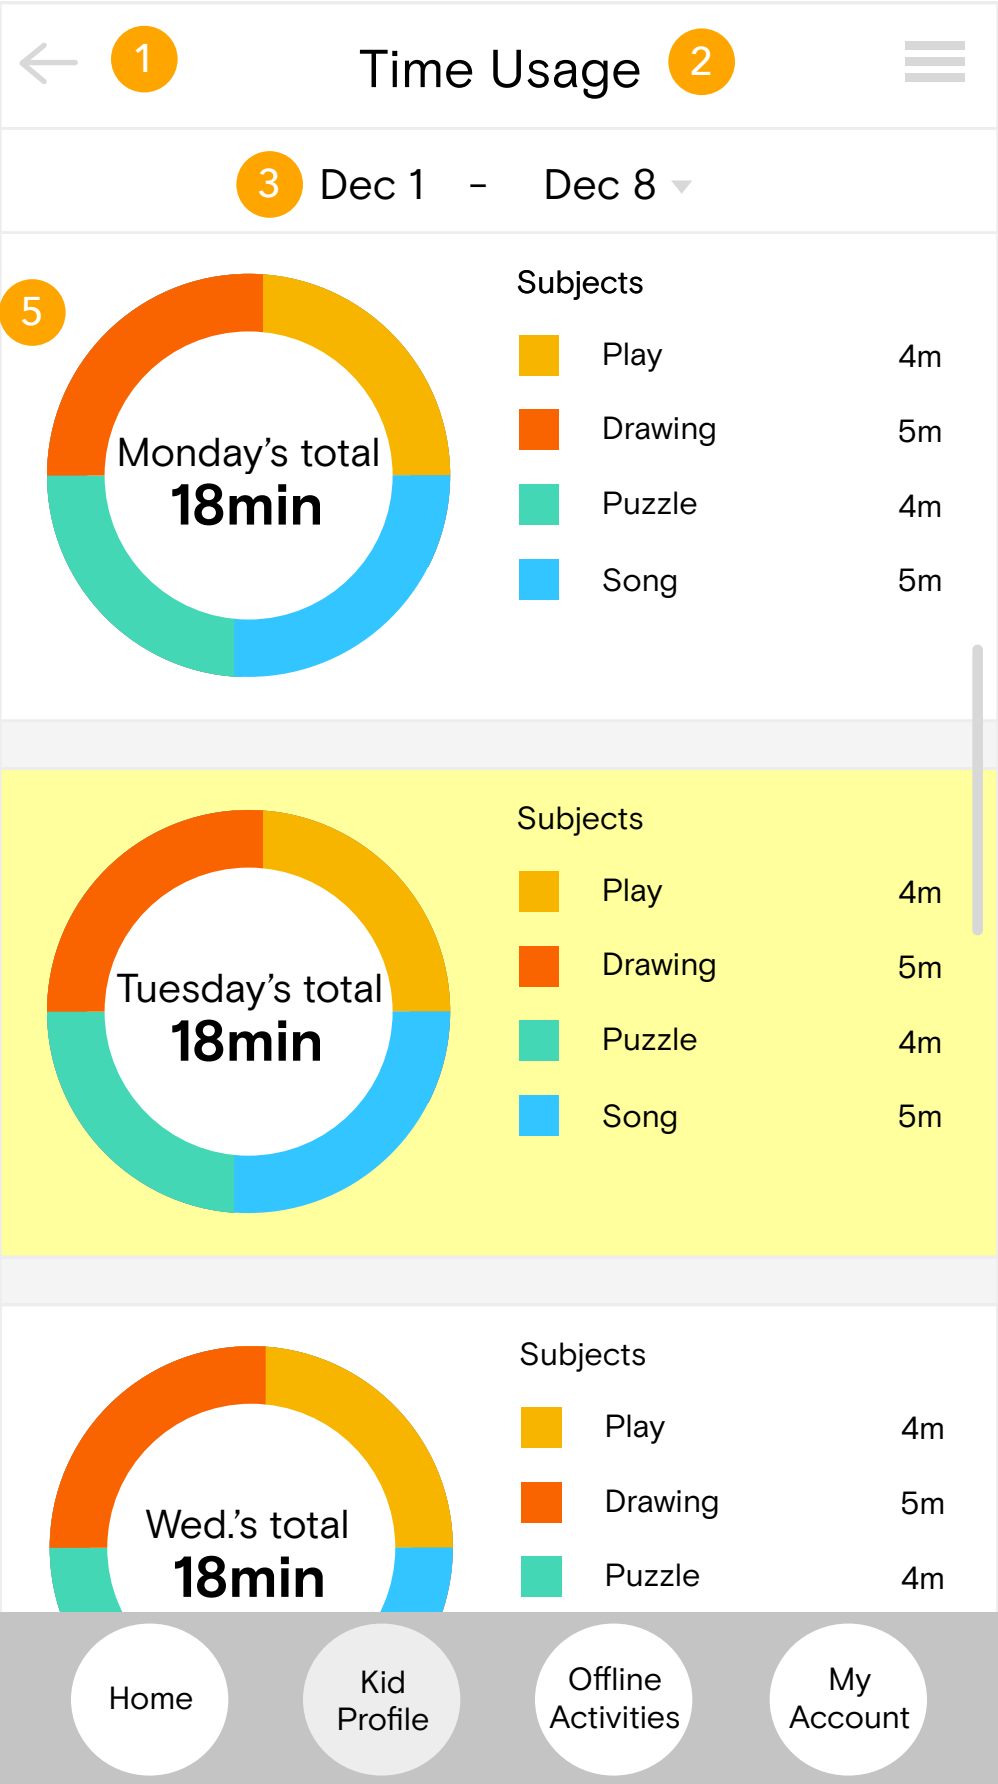 1 Time Usage 2
3 Dec 1 - Dec 8
5
Monday's total
18min
Subjects
Play 4m
Drawing 5m
Puzzle 4m
Song 5m
Tuesday's total
18min
Subjects
Play 4m
Drawing 5m
Puzzle 4m
Song 5m
Wed.'s total
18min
Subjects
Play 4m
Drawing 5m
Puzzle 4m
Home
Kid
Profile
Offline
Activities
My
Account